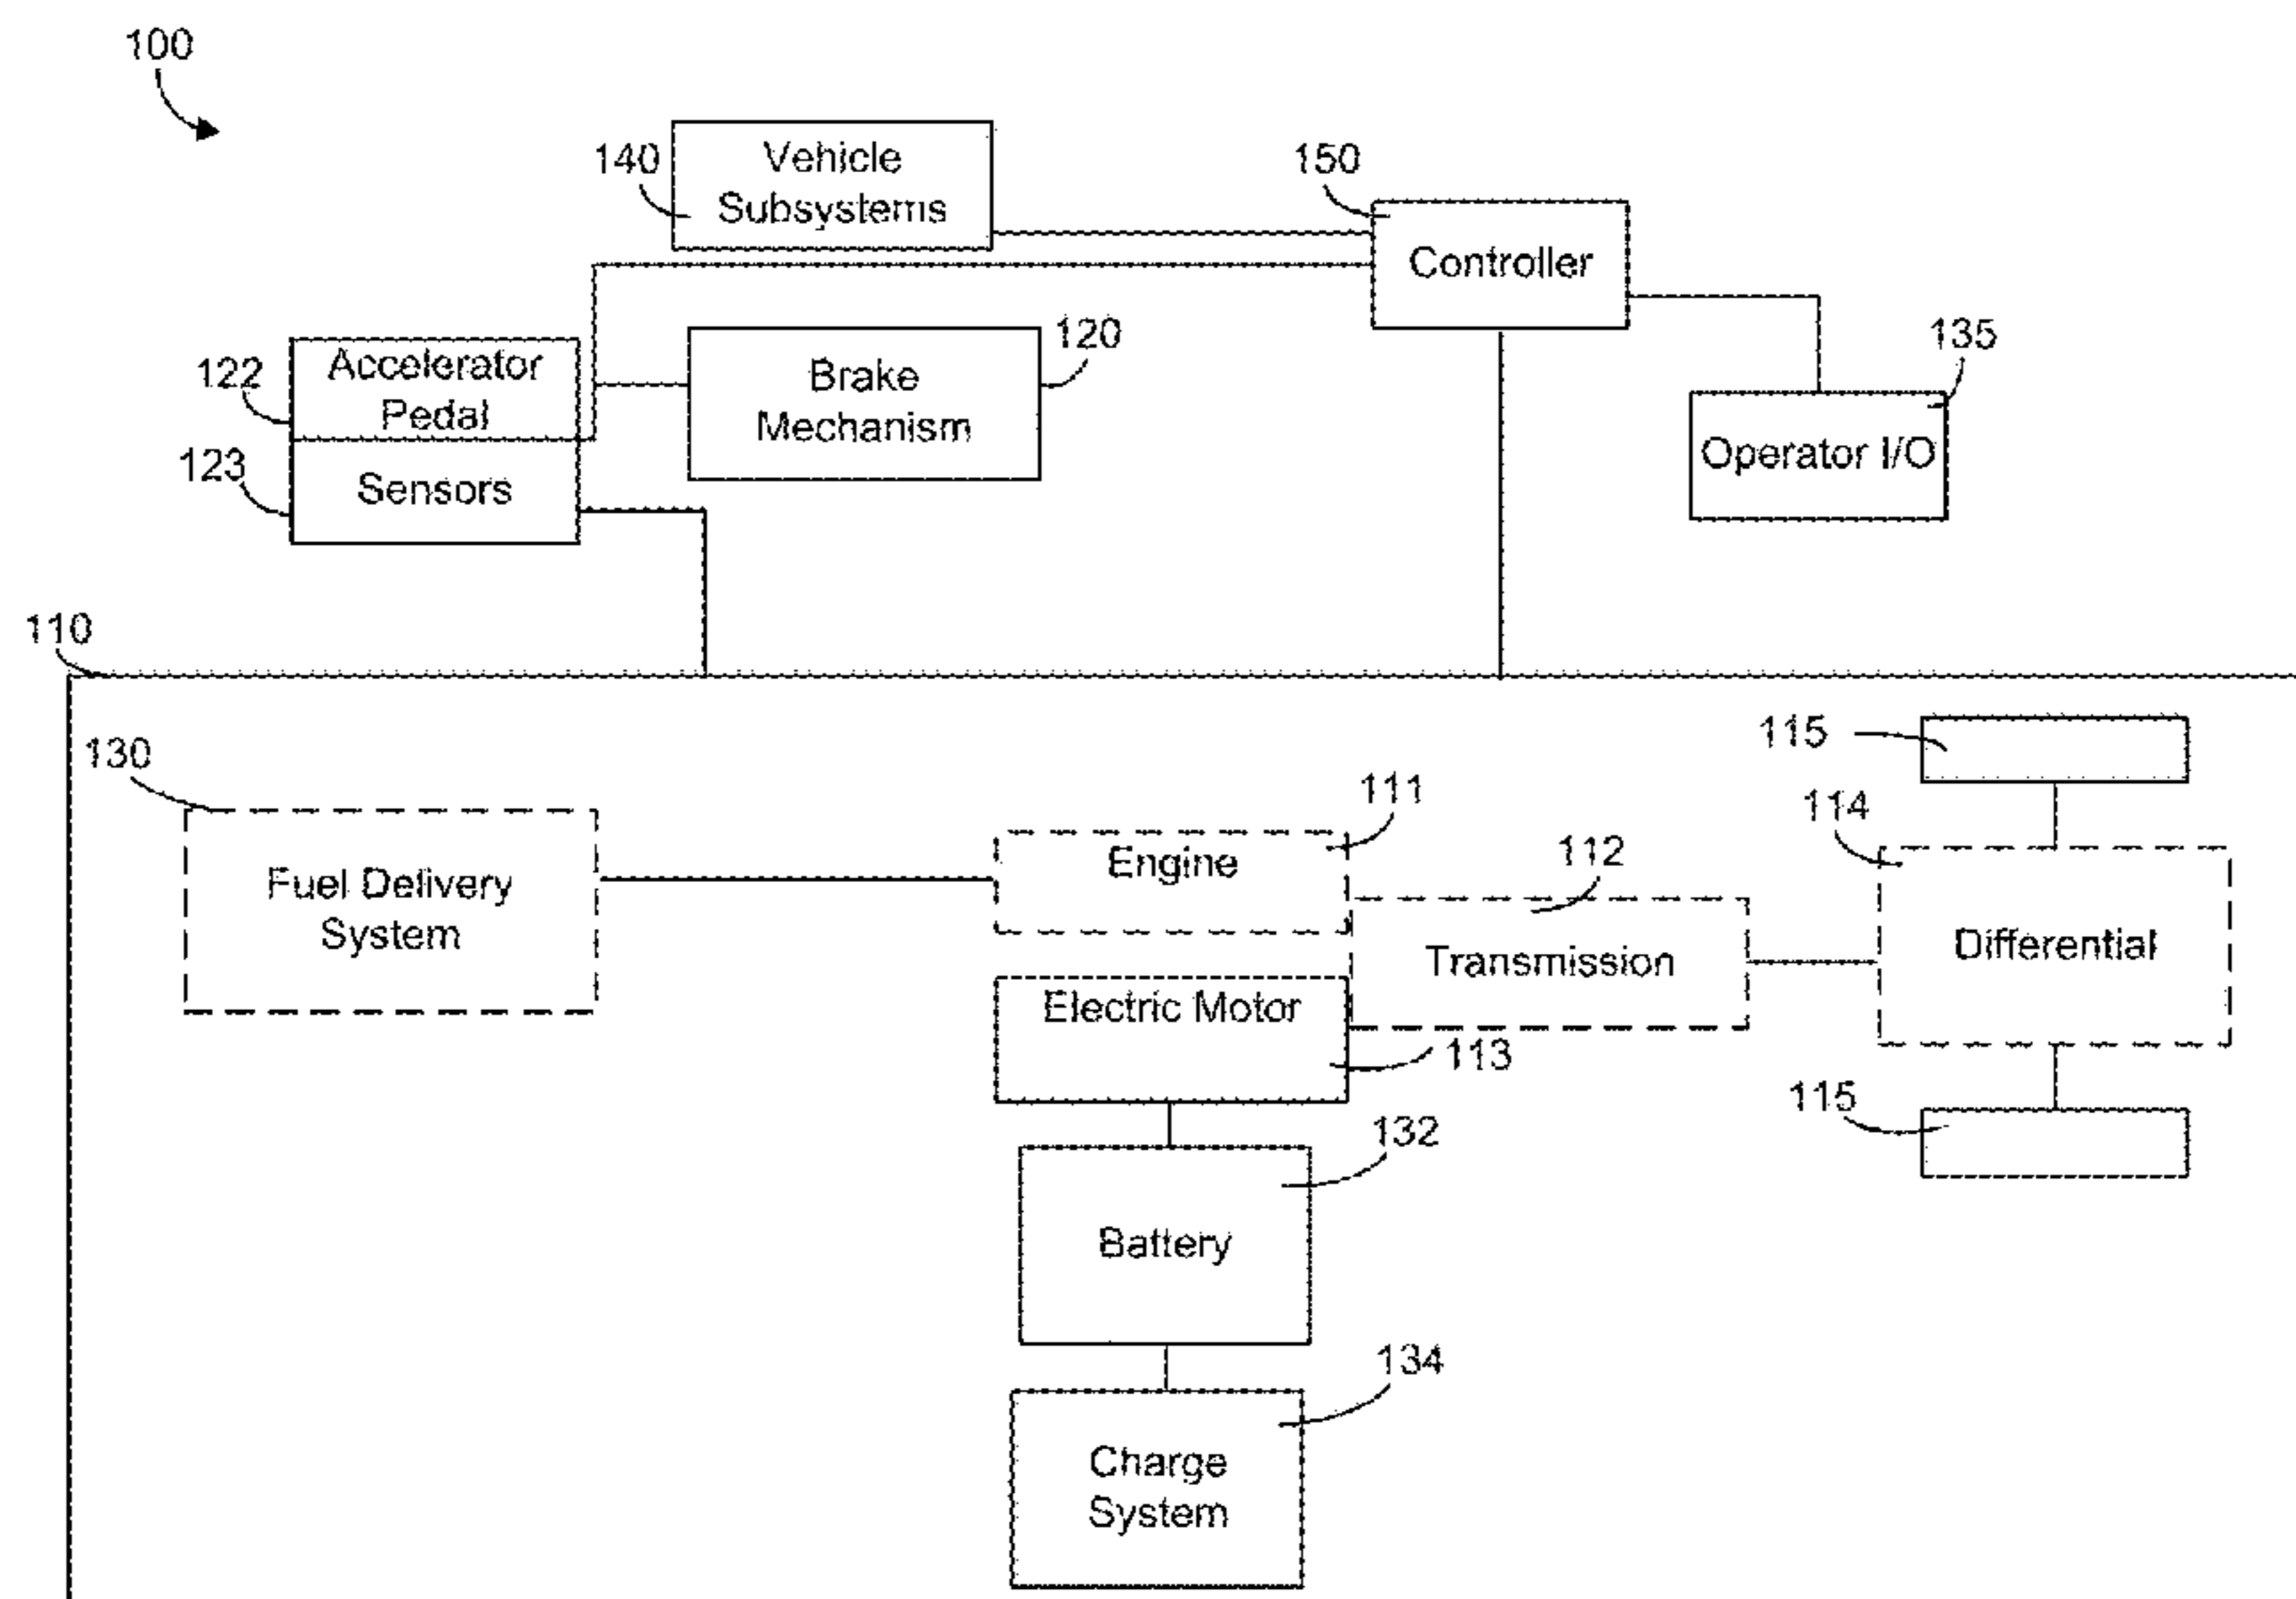 100
140
Vehicle
Subsystems
150
Controller
135
Operator I/O
122
Accelerator
Pedal
120
Brake
Mechanism
123
Sensors
110
130
Fuel Delivery
System
111
Engine
112
Transmission
115
114
Differential
Electric Motor
113
115
132
Battery
134
Charge
System